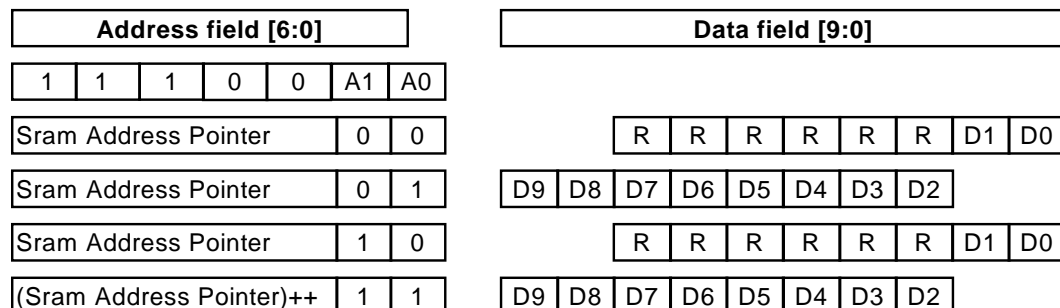 Address field [6:0] Data field [9:0]
1 1 1 0 0 A1 A0
Sram Address Pointer 0 0 R R R R R R D1 D0
Sram Address Pointer 0 1 D9 D8 D7 D6 D5 D4 D3 D2
Sram Address Pointer 1 0 R R R R R R D1 D0
(Sram Address Pointer)++ 1 1 D9 D8 D7 D6 D5 D4 D3 D2